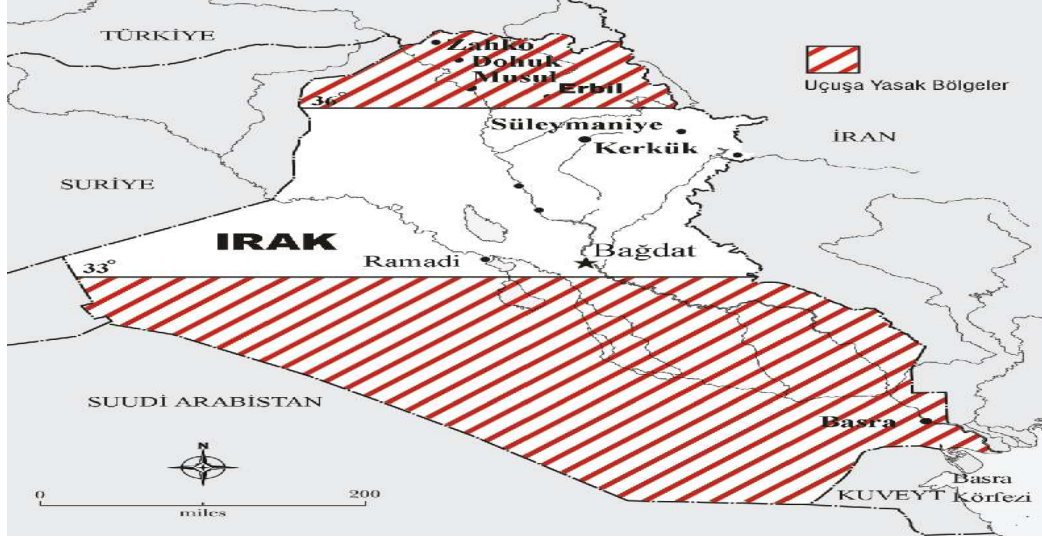 TÜRKİYE
Zahko
Dohuk
Musul
Erbil
36°
Uçuşa Yasak Bölgeler
Süleymaniye
Kerkük
İRAN
SURİYE
IRAK
Ramadi
Bağdat
33°
SUUDİ ARABİSTAN
Basra
N
0 200
miles
KUVEYT
Basra
Körfezi